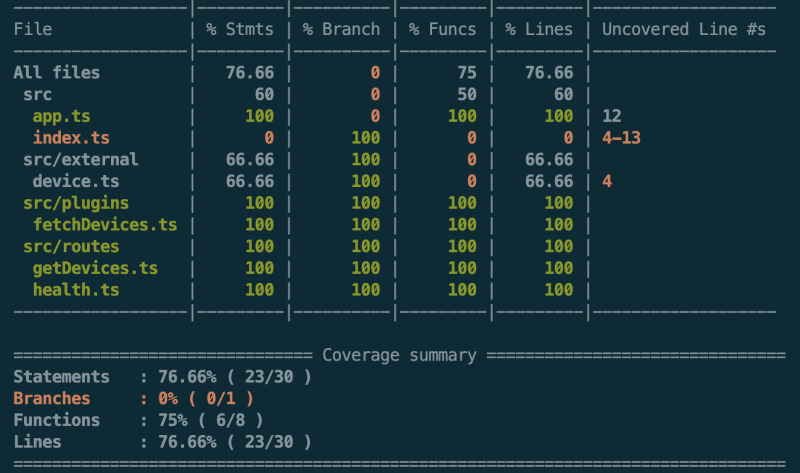 -------------------|---------|----------|---------|---------|-------------------
File               | % Stmts | % Branch | % Funcs | % Lines | Uncovered Line #s
-------------------|---------|----------|---------|---------|-------------------
All files          |   76.66 |        0 |      75 |   76.66 |
 src               |      60 |        0 |      50 |      60 |
  app.ts           |     100 |        0 |     100 |     100 | 12
  index.ts         |       0 |      100 |       0 |       0 | 4-13
 src/external      |   66.66 |      100 |       0 |   66.66 |
  device.ts        |   66.66 |      100 |       0 |   66.66 | 4
 src/plugins       |     100 |      100 |     100 |     100 |
  fetchDevices.ts  |     100 |      100 |     100 |     100 |
 src/routes        |     100 |      100 |     100 |     100 |
  getDevices.ts    |     100 |      100 |     100 |     100 |
  health.ts        |     100 |      100 |     100 |     100 |
-------------------|---------|----------|---------|---------|-------------------
=============================== Coverage summary ===============================
Statements   : 76.66% ( 23/30 )
Branches     : 0% ( 0/1 )
Functions    : 75% ( 6/8 )
Lines        : 76.66% ( 23/30 )
================================================================================